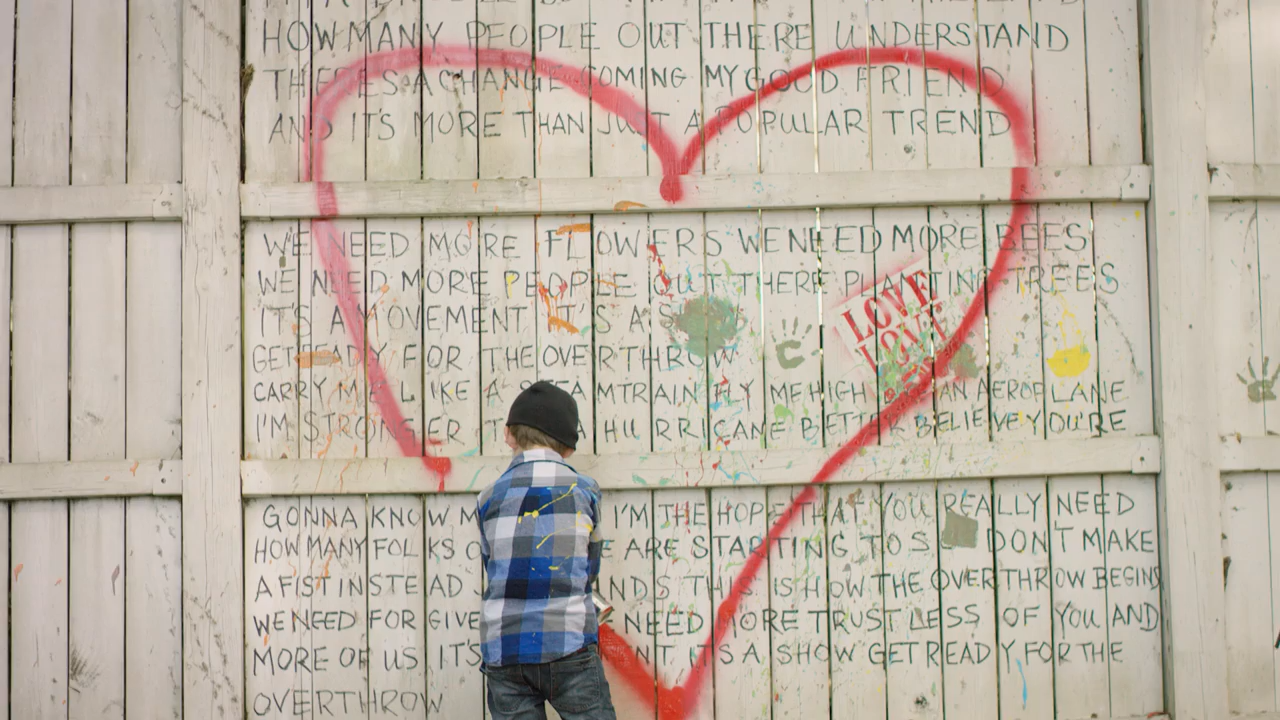 HOW MANY PEOPLE OUT THERE UNDERSTAND
THERE'S A CHANGE COMING MY GOOD FRIEND
AND IT'S MORE THAN JUST A POPULAR TREND
WE NEED MORE FLOWERS WE NEED MORE BEES
WE NEED MORE PEOPLE OUT THERE PLANTING TREES
IT'S A MOVEMENT IT'S A
GET READY FOR THE OVERTHROW
CARRY ME LIKE A STEAMTRAIN FLY ME HIGH AN AEROPLANE
I'M STRONGER A HURRICANE BETTER BELIEVE YOU'RE
LOVE
LOVE
GONNA KNOW I'M THE HOPE THAT YOU REALLY NEED
HOW MANY FOLKS ARE STARTING TO DON'T MAKE
A FIST INSTEAD THIS IS HOW THE OVERTHROW BEGINS
WE NEED FORGIVE NEED MORE TRUST LESS OF YOU AND
MORE OF US IT'S IT'S A SHOW GET READY FOR THE
OVERTHROW